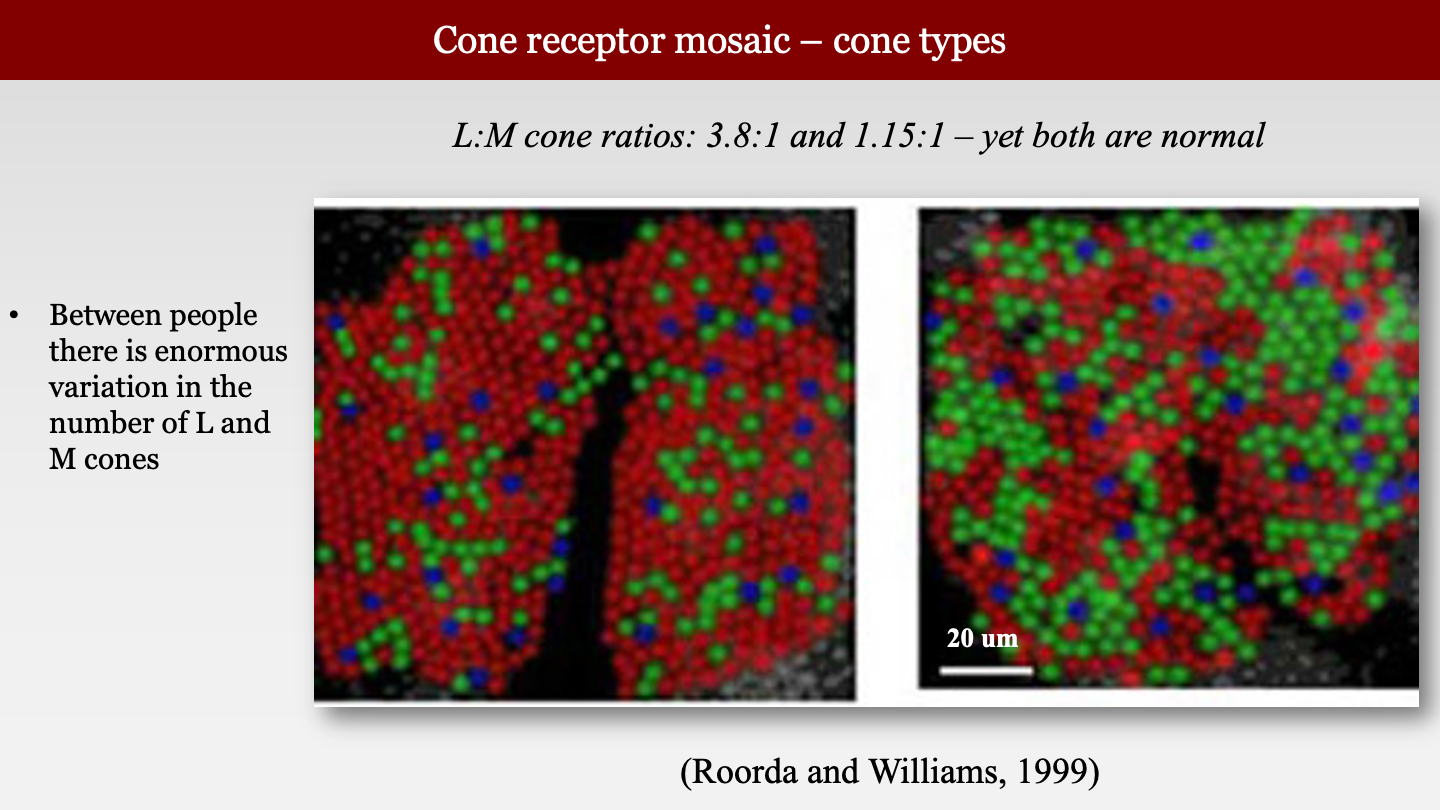 Cone receptor mosaic – cone types
L:M cone ratios: 3.8:1 and 1.15:1 – yet both are normal
• Between people
there is enormous
variation in the
number of L and
M cones
20 um
(Roorda and Williams, 1999)